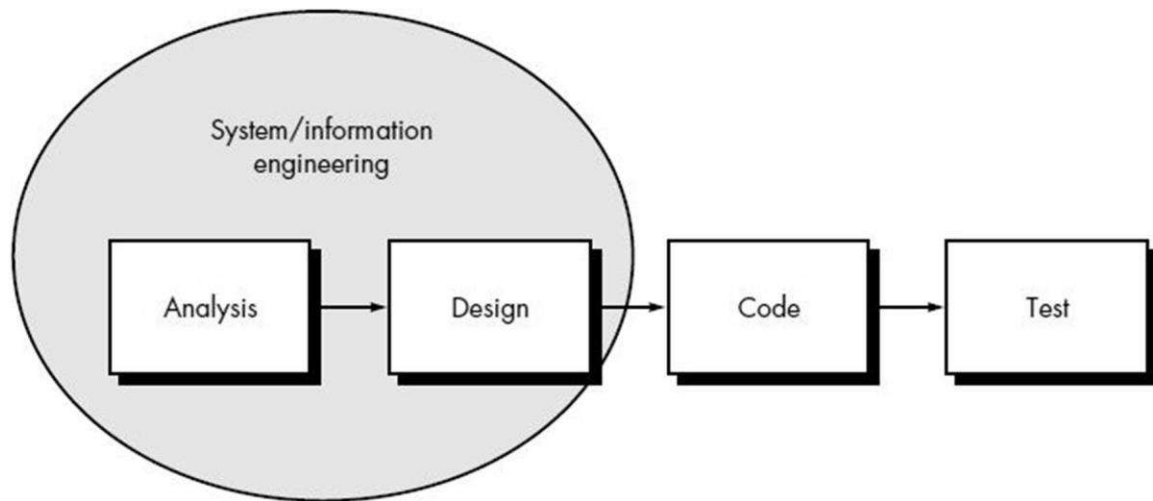 System/information
engineering
Analysis
Design
Code
Test